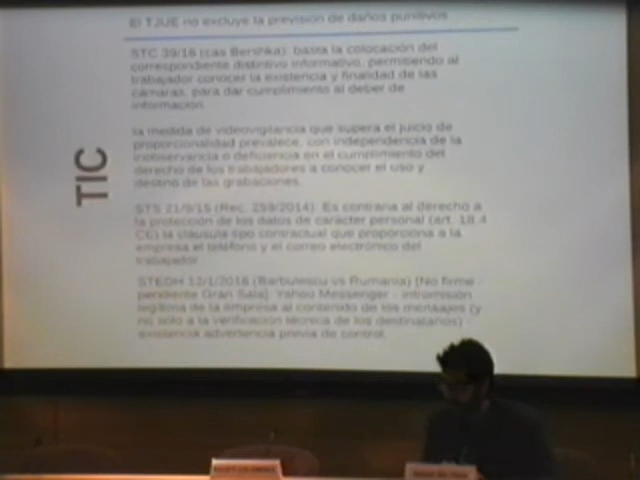 El TJUE no excluye la previsión de daños punitivos
TIC
STC 39/16 (cas Bershka): basta la colocación del
correspondiente distintivo informativo, permisiendo al
trabajador conocer la existencia y finalidad de las
cámaras, para dar cumplimiento al deber de
información.
la medida de videovigilancia que supera el juicio de
proporcionalidad prevalece, con independencia de la
inobservancia o deficiencia en el cumplimiento del
derecho de los trabajadores a conocer el uso y
destino de las grabaciones.
STS 21/9/15 (Rec. 259/2014): Es contraria al derecho a
la protección de los datos de carácter personal (art. 18.4
CE) la cláusula tipo contractual que proporciona a la
empresa el teléfono y el correo electrónico del
trabajador
STEDH 12/1/2016 (Barbulescu vs Rumania) [No firme -
pendiente Gran Sala]: Yahoo Messenger - intromisión
legítima de la empresa al contenido de los mensajes (y
no solo a la verificación técnica de los destinatarios) -
existencia advertencia previa de control.